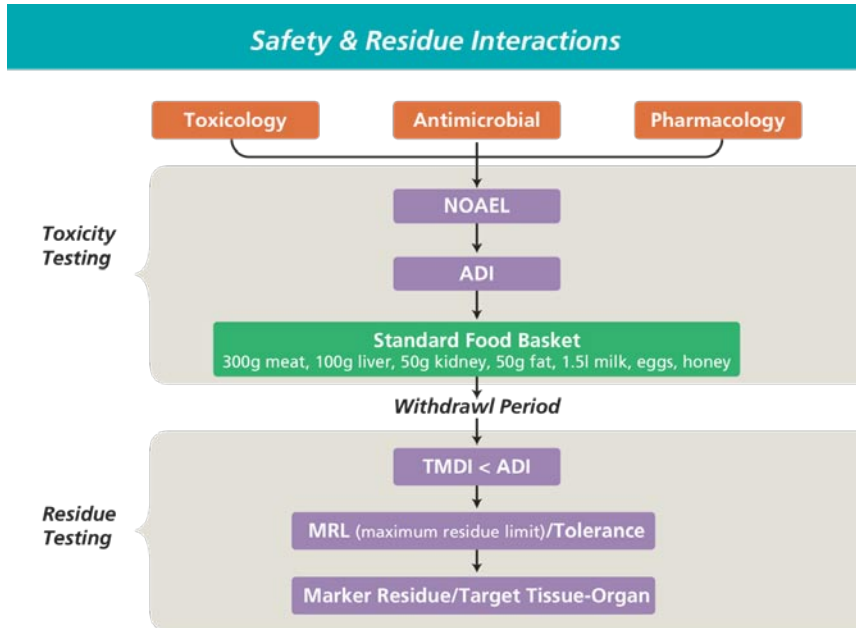 Safety & Residue Interactions
Toxicology
Antimicrobial
Pharmacology
Toxicity
Testing
NOAEL
ADI
Standard Food Basket
300g meat, 100g liver, 50g kidney, 50g fat, 1.5l milk, eggs, honey
Withdrawl Period
Residue
Testing
TMDI < ADI
MRL (maximum residue limit)/Tolerance
Marker Residue/Target Tissue-Organ